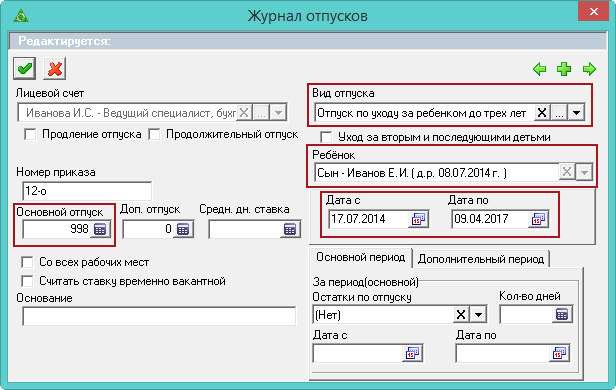 Журнал отпусков
Редактируется:
Лицевой счет
Иванова И.С. - Ведущий специалист, бухг
Продление отпуска
Продолжительный отпуск
Номер приказа
12-о
Основной отпуск
Доп. отпуск
Средн. дн. ставка
998
0
Со всех рабочих мест
Считать ставку временно вакантной
Основание
Вид отпуска
Отпуск по уходу за ребенком до трех лет
Уход за вторым и последующими детьми
Ребёнок
Сын - Иванов Е.И. ( д.р. 08.07.2014 г. )
Дата с
Дата по
17.07.2014
09.04.2017
Основной период
Дополнительный период
За период(основной)
Остатки по отпуску
Кол-во дней
(Нет)
Дата с
Дата по